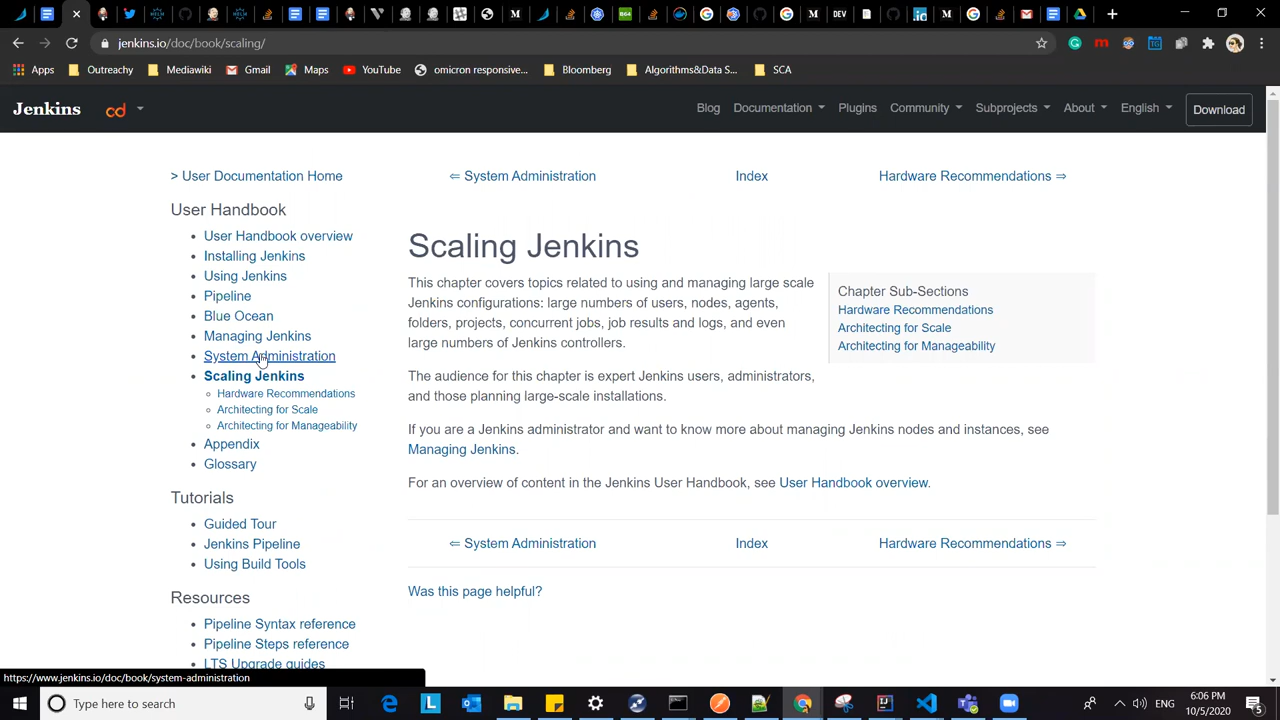 jenkins.io/doc/book/scaling/
Apps
Outreachy
Mediawiki
Gmail
Maps
YouTube
omicron responsive...
Bloomberg
Algorithms&Data S...
SCA
Jenkins
cd
Blog
Documentation
Plugins
Community
Subprojects
About
English
Download
> User Documentation Home
⇐ System Administration
Index
Hardware Recommendations ⇒
User Handbook
User Handbook overview
Installing Jenkins
Using Jenkins
Pipeline
Blue Ocean
Managing Jenkins
System Administration
Scaling Jenkins
Hardware Recommendations
Architecting for Scale
Architecting for Manageability
Appendix
Glossary
Tutorials
Guided Tour
Jenkins Pipeline
Using Build Tools
Resources
Pipeline Syntax reference
Pipeline Steps reference
LTS Upgrade guides
Scaling Jenkins
This chapter covers topics related to using and managing large scale
Jenkins configurations: large numbers of users, nodes, agents,
folders, projects, concurrent jobs, job results and logs, and even
large numbers of Jenkins controllers.
The audience for this chapter is expert Jenkins users, administrators,
and those planning large-scale installations.
If you are a Jenkins administrator and want to know more about managing Jenkins nodes and instances, see
Managing Jenkins.
For an overview of content in the Jenkins User Handbook, see User Handbook overview.
Chapter Sub-Sections
Hardware Recommendations
Architecting for Scale
Architecting for Manageability
⇐ System Administration
Index
Hardware Recommendations ⇒
Was this page helpful?
https://www.jenkins.io/doc/book/system-administration
Type here to search
ENG
6:06 PM
10/5/2020
5